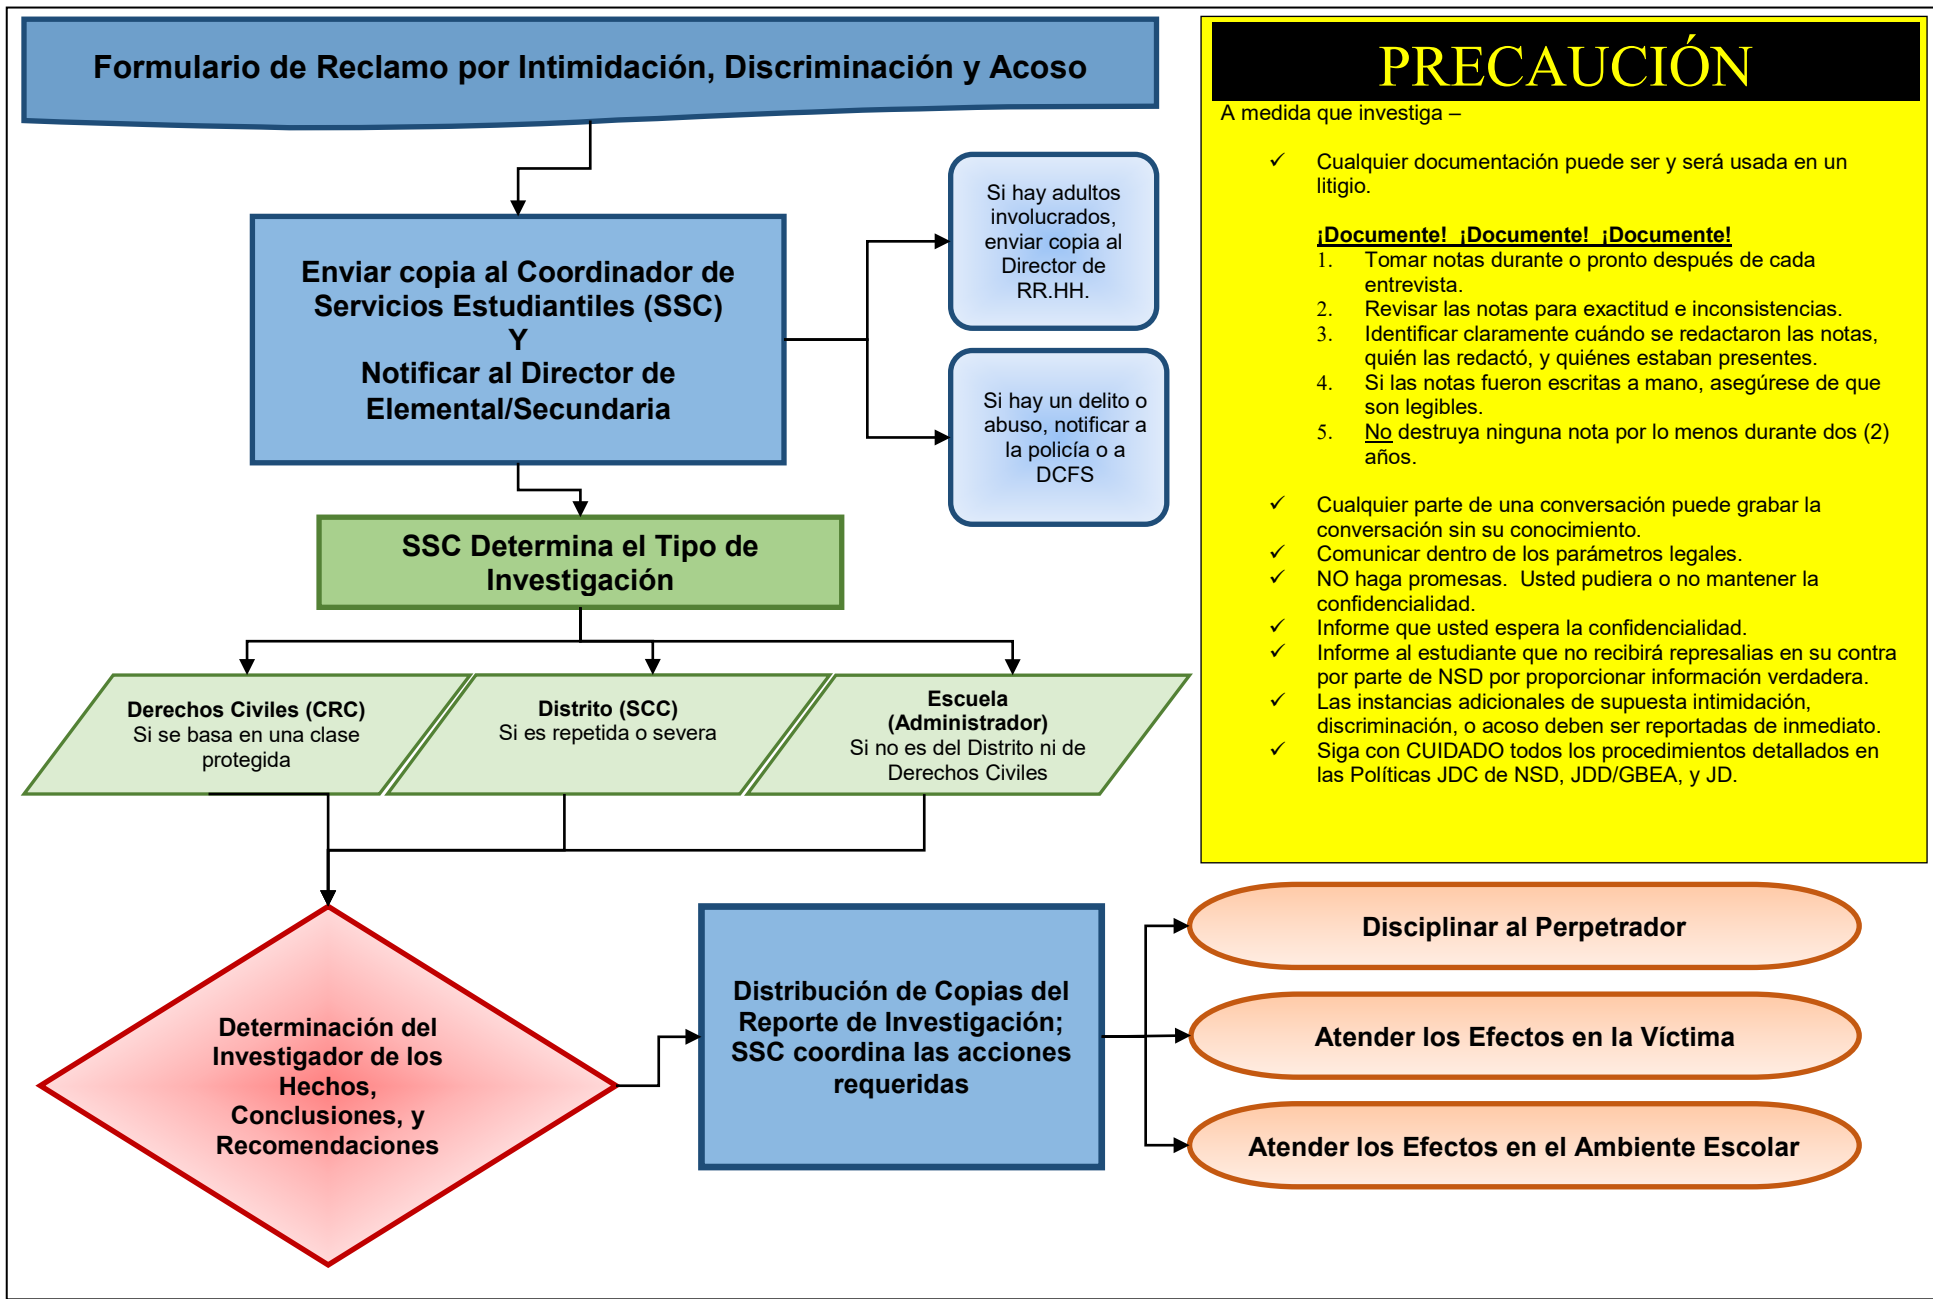 Formulario de Reclamo por Intimidación, Discriminación y Acoso
Enviar copia al Coordinador de
Servicios Estudiantiles (SSC)
Y
Notificar al Director de
Elemental/Secundaria
Si hay adultos
involucrados,
enviar copia al
Director de
RR.HH.
Si hay un delito o
abuso, notificar a
la policía o a
DCFS
SSC Determina el Tipo de
Investigación
Derechos Civiles (CRC)
Si se basa en una clase
protegida
Distrito (SCC)
Si es repetida o severa
Escuela
(Administrador)
Si no es del Distrito ni de
Derechos Civiles
Determinación del
Investigador de los
Hechos,
Conclusiones, y
Recomendaciones
Distribución de Copias del
Reporte de Investigación;
SSC coordina las acciones
requeridas
Disciplinar al Perpetrador
Atender los Efectos en la Víctima
Atender los Efectos en el Ambiente Escolar
PRECAUCIÓN
A medida que investiga –
✓ Cualquier documentación puede ser y será usada en un
litigio.
¡Documente! ¡Documente! ¡Documente!
1. Tomar notas durante o pronto después de cada
entrevista.
2. Revisar las notas para exactitud e inconsistencias.
3. Identificar claramente cuándo se redactaron las notas,
quién las redactó, y quiénes estaban presentes.
4. Si las notas fueron escritas a mano, asegúrese de que
son legibles.
5. No destruya ninguna nota por lo menos durante dos (2)
años.
✓ Cualquier parte de una conversación puede grabar la
conversación sin su conocimiento.
✓ Comunicar dentro de los parámetros legales.
✓ NO haga promesas. Usted pudiera o no mantener la
confidencialidad.
✓ Informe que usted espera la confidencialidad.
✓ Informe al estudiante que no recibirá represalias en su contra
por parte de NSD por proporcionar información verdadera.
✓ Las instancias adicionales de supuesta intimidación,
discriminación, o acoso deben ser reportadas de inmediato.
✓ Siga con CUIDADO todos los procedimientos detallados en
las Políticas JDC de NSD, JDD/GBEA, y JD.